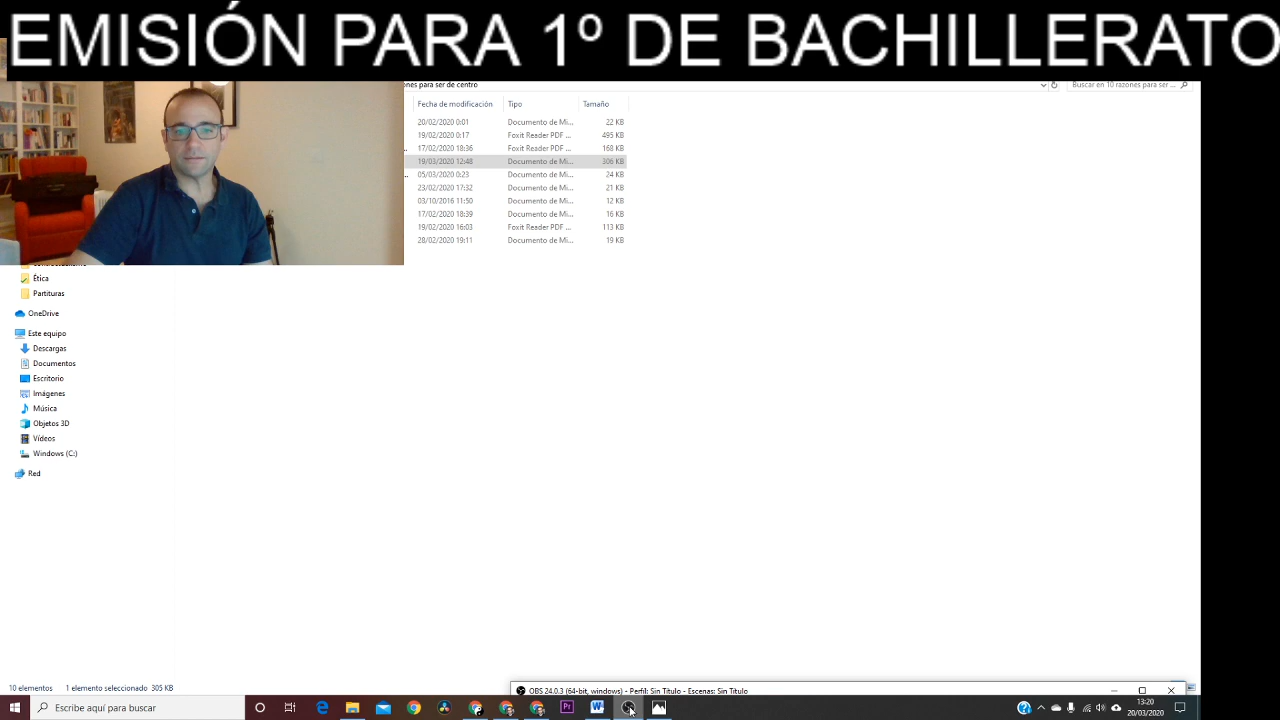 EMISIÓN PARA 1º DE BACHILLERATO
ones para ser de centro
Buscar en 10 razones para ser ...
Fecha de modificación Tipo Tamaño
20/02/2020 0:01 Documento de Mi... 22 KB
19/02/2020 0:17 Foxit Reader PDF ... 495 KB
17/02/2020 18:36 Foxit Reader PDF ... 168 KB
19/03/2020 12:48 Documento de Mi... 306 KB
05/03/2020 0:23 Documento de Mi... 24 KB
23/02/2020 17:32 Documento de Mi... 21 KB
03/10/2016 11:50 Documento de Mi... 12 KB
17/02/2020 18:39 Documento de Mi... 16 KB
19/02/2020 16:03 Foxit Reader PDF ... 113 KB
28/02/2020 19:11 Documento de Mi... 19 KB
Ética
Partituras
OneDrive
Este equipo
Descargas
Documentos
Escritorio
Imágenes
Música
Objetos 3D
Vídeos
Windows (C:)
Red
10 elementos 1 elemento seleccionado 305 KB
OBS 24.0.3 (64-bit, windows) - Perfil: Sin Título - Escenas: Sin Título
Escribe aquí para buscar
Pr
13:20
20/03/2020